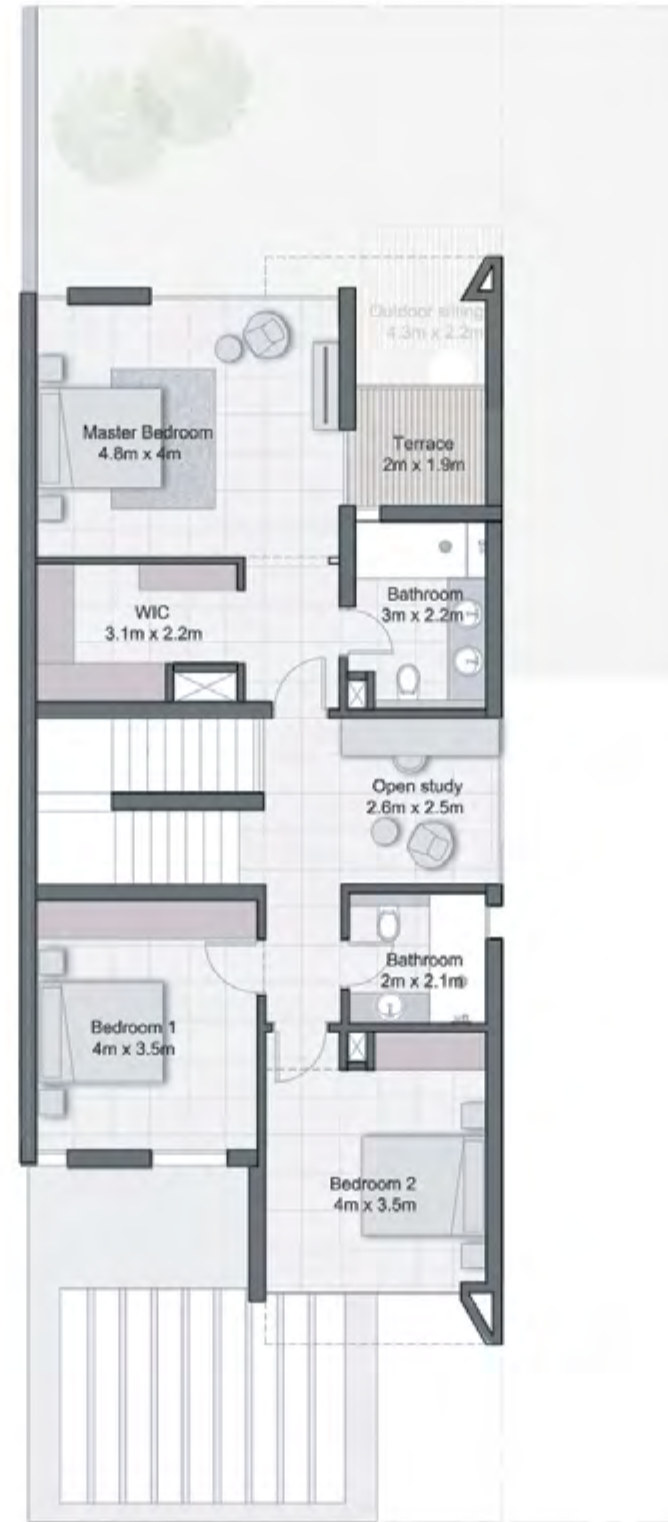 Outdoor sitting
4.3m x 2.2m
Master Bedroom
4.8m x 4m
Terrace
2m x 1.9m
WIC
3.1m x 2.2m
Bathroom
3m x 2.2m
Open study
2.6m x 2.5m
Bathroom
2m x 2.1m
Bedroom 1
4m x 3.5m
Bedroom 2
4m x 3.5m